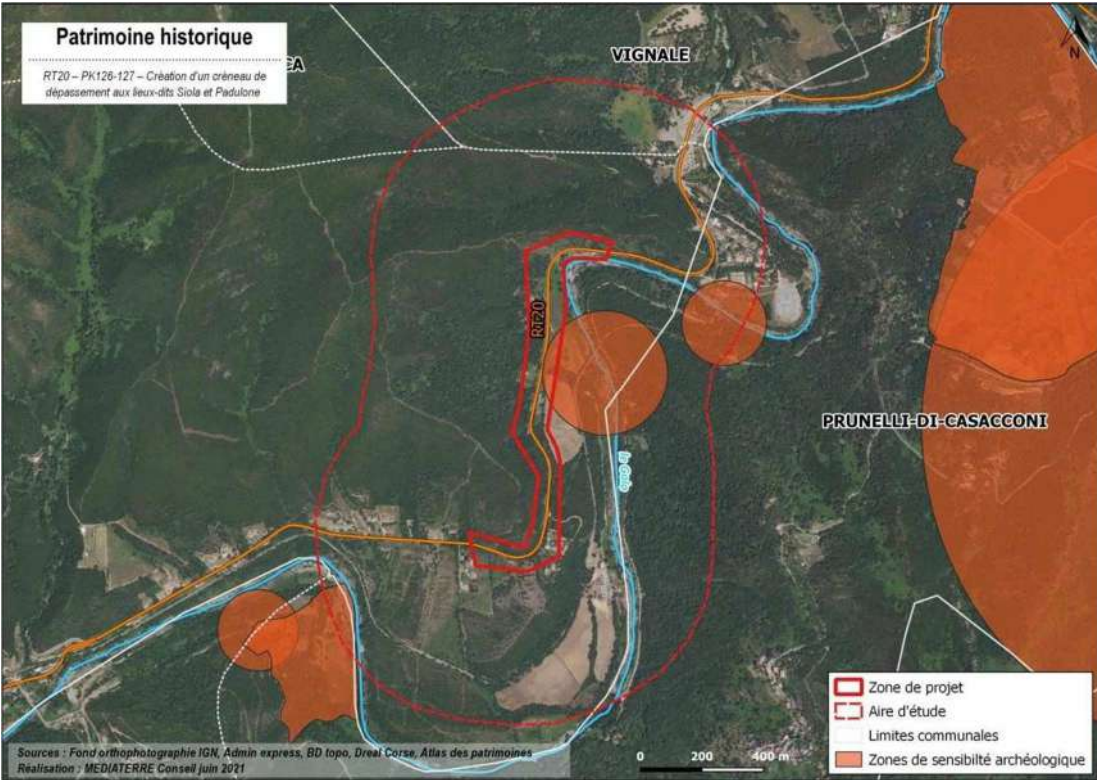 Patrimoine historique
RT20 – PK126-127 – Création d'un créneau de
dépassement aux lieux-dits Siola et Padulone
CA
VIGNALE
N
RT20
PRUNELLI-DI-CASACCONI
le Golo
Zone de projet
Aire d'étude
Limites communales
Zones de sensibilté archéologique
0 200 400 m
Sources : Fond orthophotographie IGN, Admin express, BD topo, Dreal Corse, Atlas des patrimoines
Réalisation : MEDIATERRE Conseil juin 2021